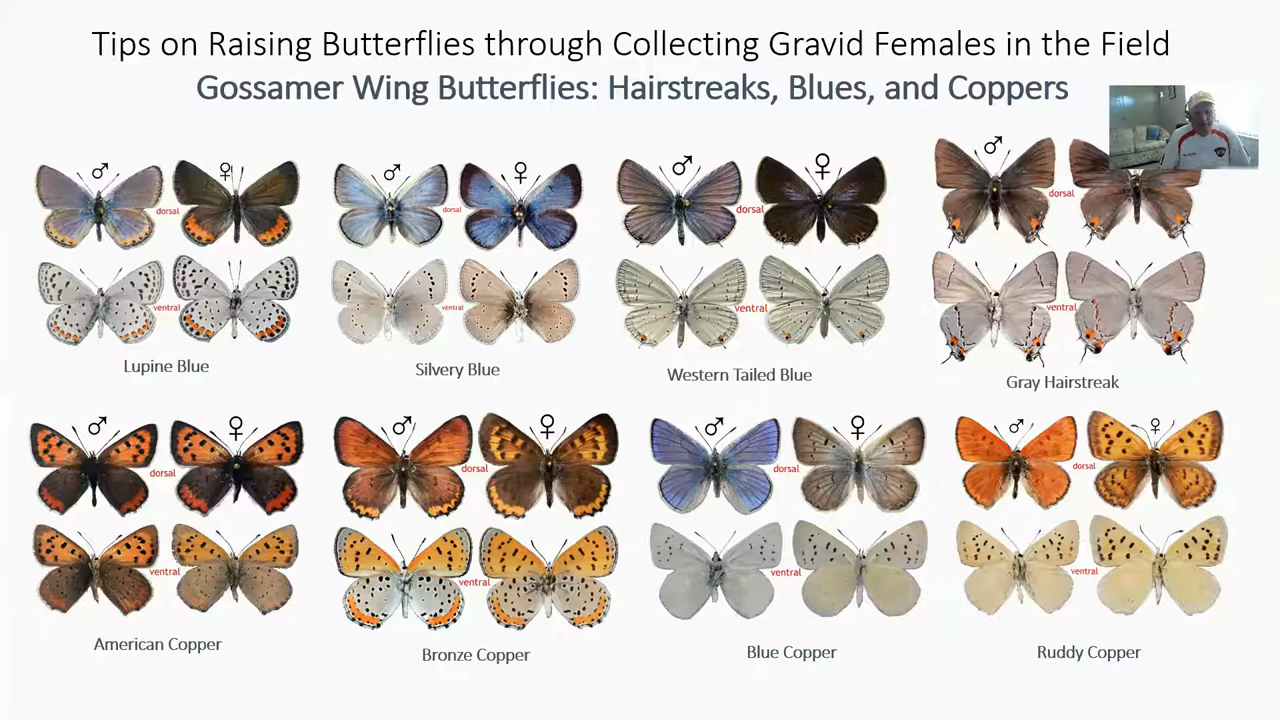 Tips on Raising Butterflies through Collecting Gravid Females in the Field
Gossamer Wing Butterflies: Hairstreaks, Blues, and Coppers
♂ ♀
dorsal
ventral
Lupine Blue
♂ ♀
dorsal
ventral
Silvery Blue
♂ ♀
dorsal
ventral
Western Tailed Blue
♂
dorsal
ventral
Gray Hairstreak
♂ ♀
dorsal
ventral
American Copper
♂ ♀
dorsal
ventral
Bronze Copper
♂ ♀
dorsal
ventral
Blue Copper
♂ ♀
dorsal
ventral
Ruddy Copper